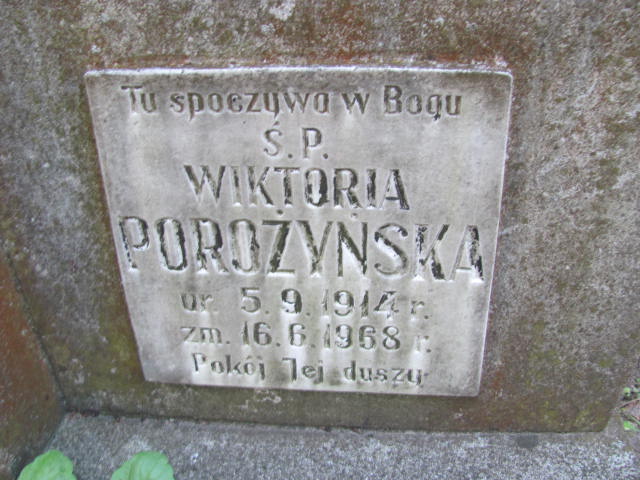 Tu spoczywa w Bogu
Ś.P.
WIKTORIA
POROŻYŃSKA
ur. 5.9.1914 r.
zm. 16.6.1968 r.
Pokój Jej duszy